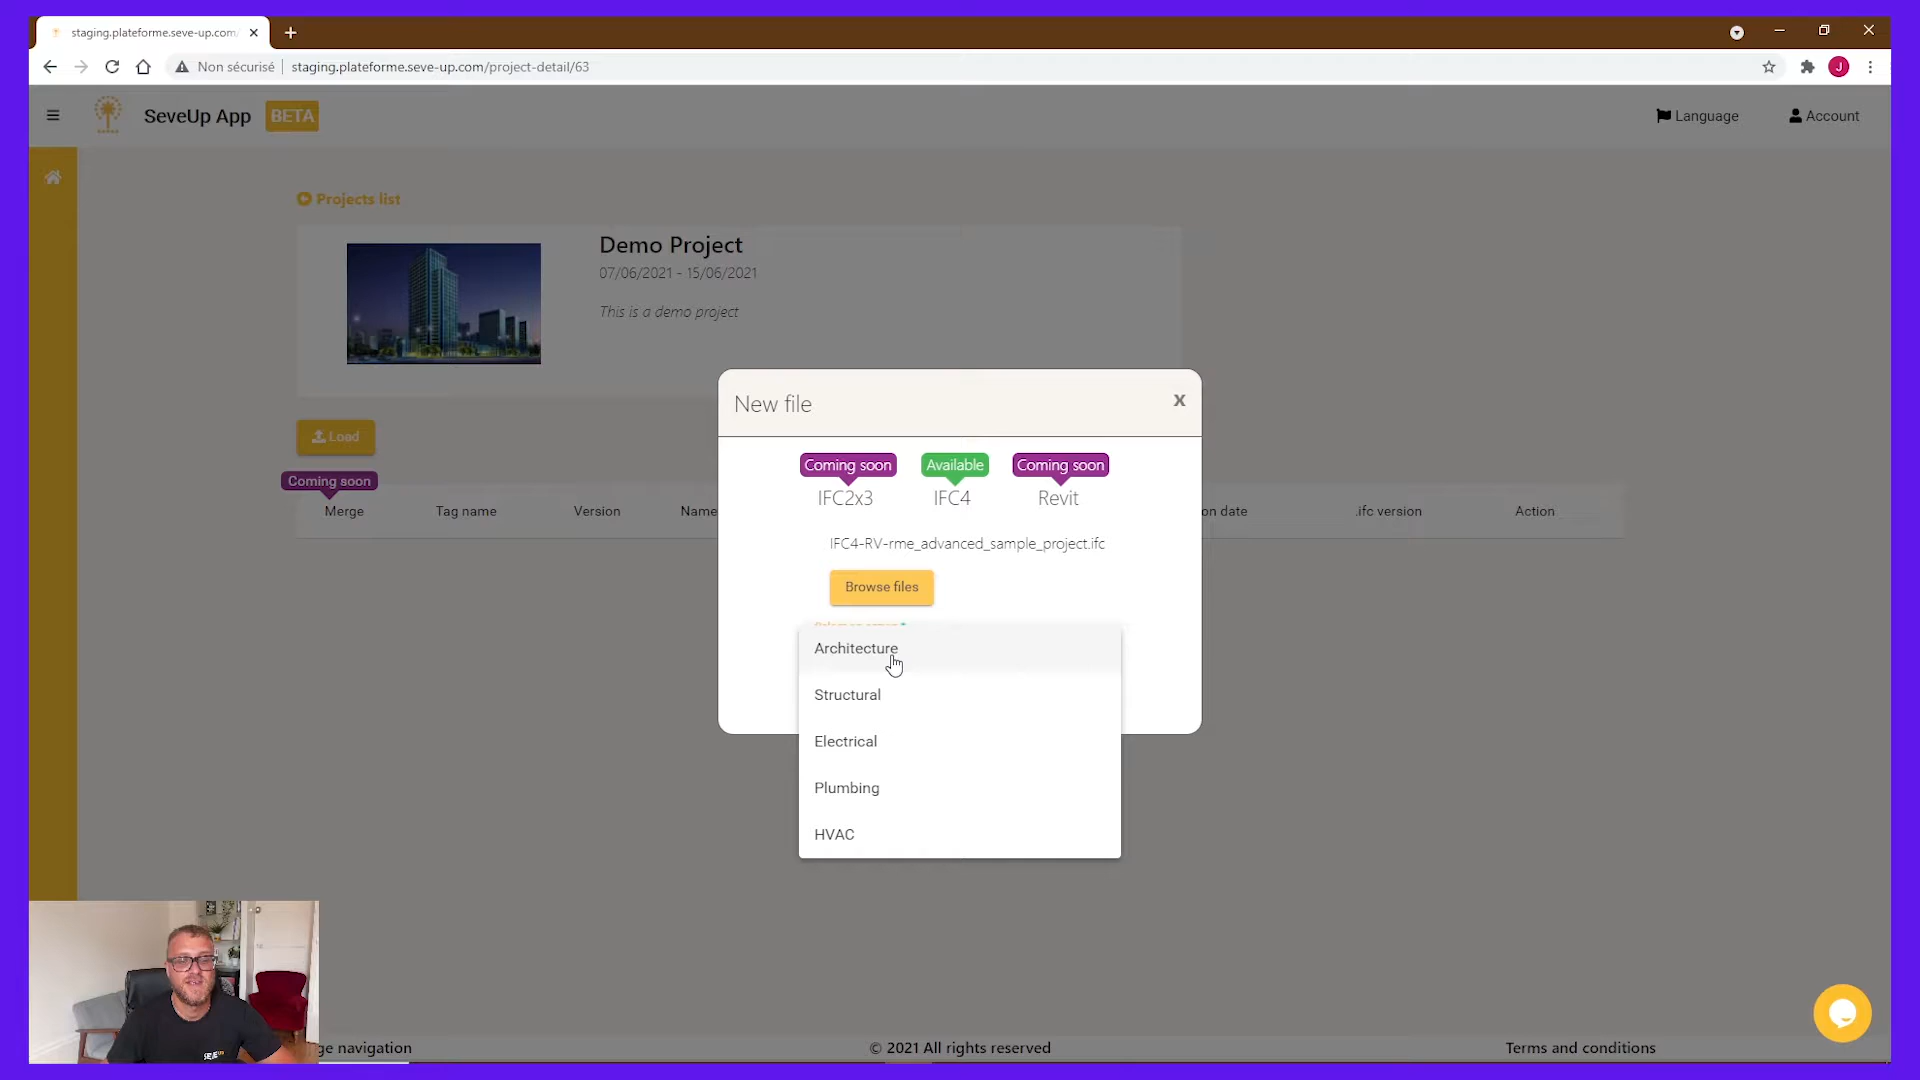 staging.plateforme.seve-up.com/
Non sécurisé
staging.plateforme.seve-up.com/project-detail/63
J
SeveUp App BETA
Language
Account
Projects list
Demo Project
07/06/2021 - 15/06/2021
This is a demo project
Load
Coming soon
Merge
Tag name
Version
Name
on date
.ifc version
Action
New file
X
Coming soon
Available
Coming soon
IFC2x3
IFC4
Revit
IFC4-RV-rme_advanced_sample_project.ifc
Browse files
Architecture
Structural
Electrical
Plumbing
HVAC
ge navigation
© 2021 All rights reserved
Terms and conditions